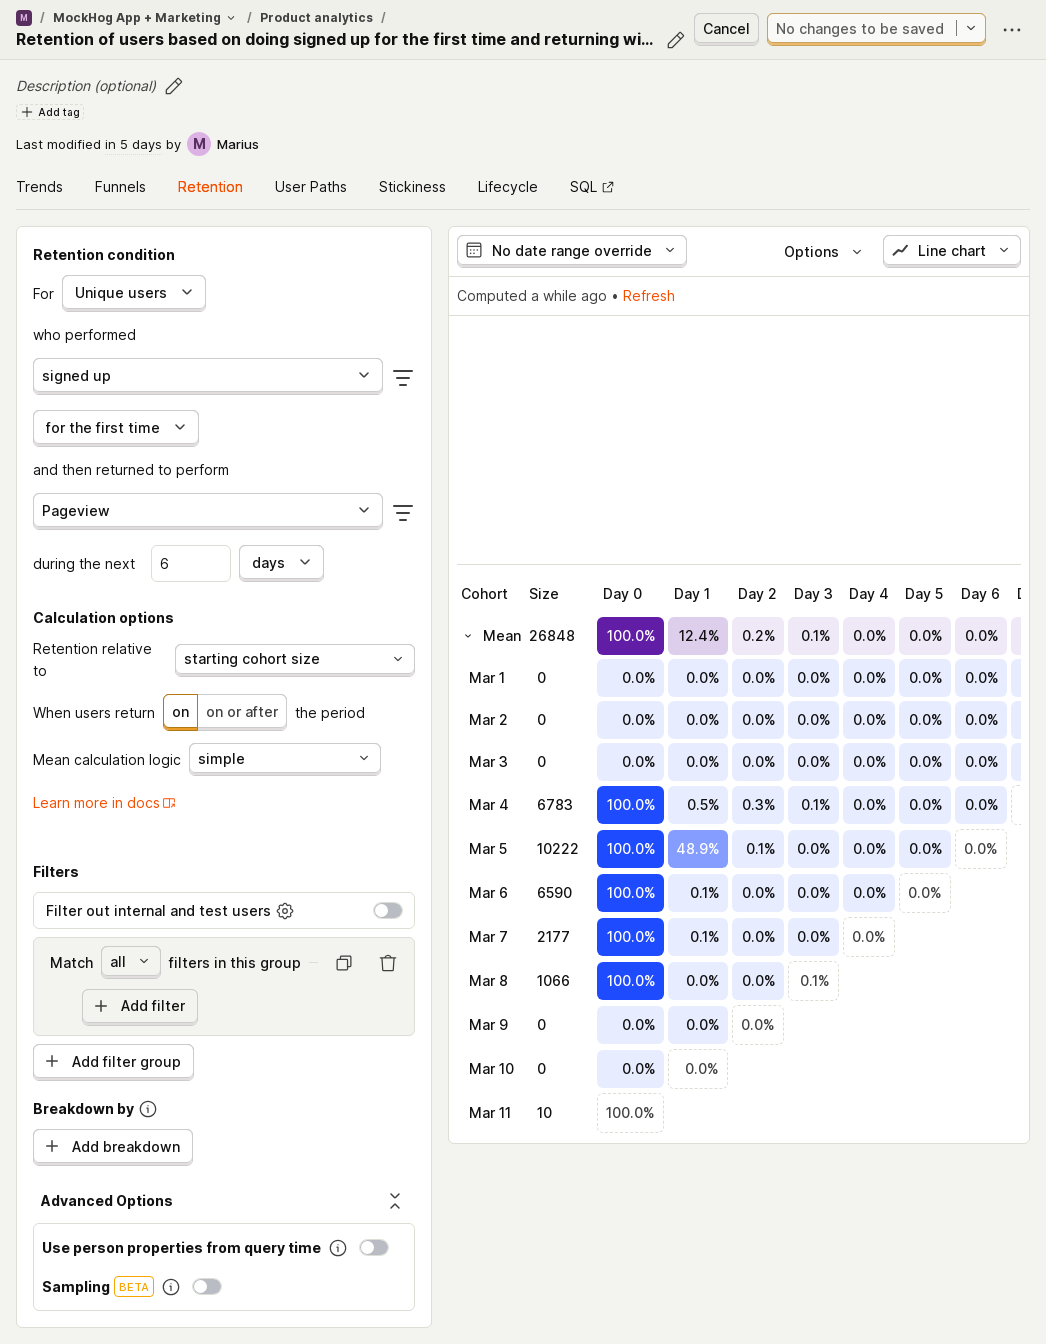 M / MockHog App + Marketing / Product analytics /
Retention of users based on doing signed up for the first time and returning wi...
Cancel
No changes to be saved
Description (optional)
Add tag
Last modified in 5 days by M Marius
Trends Funnels Retention User Paths Stickiness Lifecycle SQL
Retention condition
For Unique users
who performed
signed up
for the first time
and then returned to perform
Pageview
during the next 6 days
Calculation options
Retention relative
to
starting cohort size
When users return on on or after the period
Mean calculation logic simple
Learn more in docs
Filters
Filter out internal and test users
Match all filters in this group
Add filter
Add filter group
Breakdown by
Add breakdown
Advanced Options
Use person properties from query time
Sampling BETA
No date range override Options Line chart
Computed a while ago • Refresh
Cohort Size Day 0 Day 1 Day 2 Day 3 Day 4 Day 5 Day 6
Mean 26848 100.0% 12.4% 0.2% 0.1% 0.0% 0.0% 0.0%
Mar 1 0 0.0% 0.0% 0.0% 0.0% 0.0% 0.0% 0.0%
Mar 2 0 0.0% 0.0% 0.0% 0.0% 0.0% 0.0% 0.0%
Mar 3 0 0.0% 0.0% 0.0% 0.0% 0.0% 0.0% 0.0%
Mar 4 6783 100.0% 0.5% 0.3% 0.1% 0.0% 0.0% 0.0%
Mar 5 10222 100.0% 48.9% 0.1% 0.0% 0.0% 0.0% 0.0%
Mar 6 6590 100.0% 0.1% 0.0% 0.0% 0.0% 0.0%
Mar 7 2177 100.0% 0.1% 0.0% 0.0% 0.0%
Mar 8 1066 100.0% 0.0% 0.0% 0.1%
Mar 9 0 0.0% 0.0% 0.0%
Mar 10 0 0.0% 0.0%
Mar 11 10 100.0%